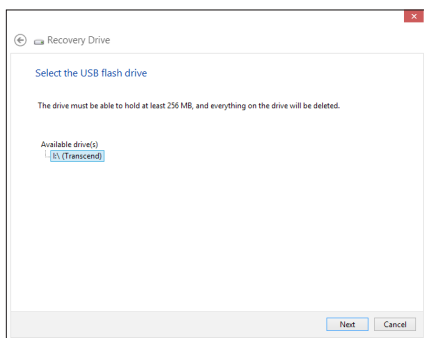 Recovery Drive
Select the USB flash drive
The drive must be able to hold at least 256 MB, and everything on the drive will be deleted.
Available drive(s)
I:\ (Transcend)
Next Cancel